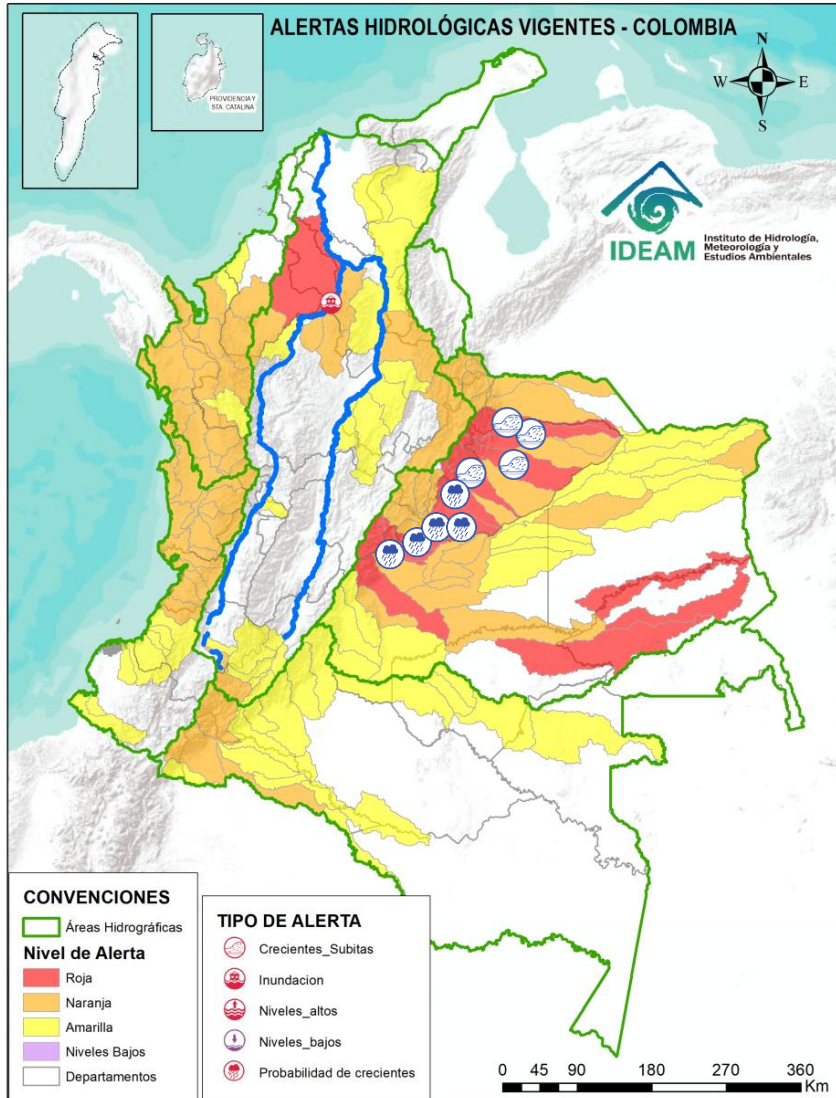 ALERTAS HIDROLÓGICAS VIGENTES - COLOMBIA
PROVIDENCIA Y
STA. CATALINA
N
W
E
S
IDEAM
Instituto de Hidrología,
Meteorología y
Estudios Ambientales
CONVENCIONES
Áreas Hidrográficas
Nivel de Alerta
Roja
Naranja
Amarilla
Niveles Bajos
Departamentos
TIPO DE ALERTA
Crecientes_Subitas
Inundacion
Niveles_altos
Niveles_bajos
Probabilidad de crecientes
0 45 90 180 270 360
Km